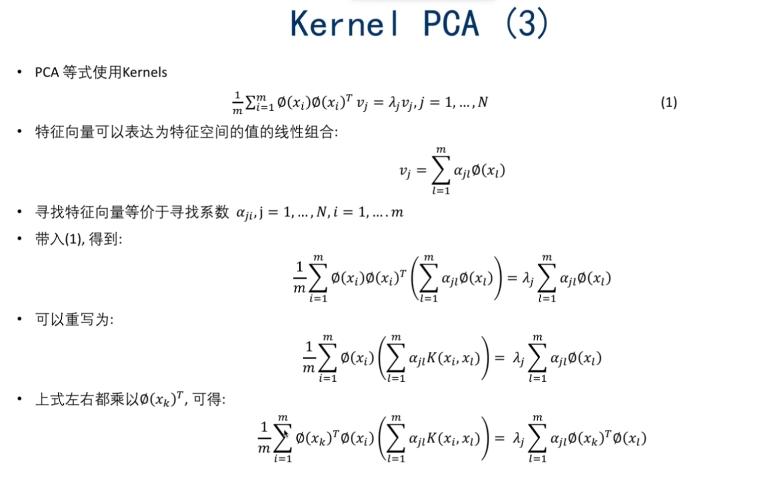 Kernel PCA (3)
• PCA 等式使用Kernels
$\frac{1}{m}\sum_{i=1}^{m} \emptyset(x_i)\emptyset(x_i)^T v_j = \lambda_j v_j, j = 1, \ldots, N$ (1)
• 特征向量可以表达为特征空间的值的线性组合:
$v_j = \sum_{l=1}^{m} \alpha_{jl}\emptyset(x_l)$
• 寻找特征向量等价于寻找系数 $\alpha_{ji}, \mathrm{j} = 1, \ldots, N, i = 1, \ldots. m$
• 带入(1), 得到:
$\frac{1}{m}\sum_{i=1}^{m} \emptyset(x_i)\emptyset(x_i)^T \left(\sum_{l=1}^{m} \alpha_{jl}\emptyset(x_l)\right) = \lambda_j \sum_{l=1}^{m} \alpha_{jl}\emptyset(x_l)$
• 可以重写为:
$\frac{1}{m}\sum_{i=1}^{m} \emptyset(x_i) \left(\sum_{l=1}^{m} \alpha_{jl}K(x_i, x_l)\right) = \lambda_j \sum_{l=1}^{m} \alpha_{jl}\emptyset(x_l)$
• 上式左右都乘以$\emptyset(x_k)^T$, 可得:
$\frac{1}{m}\sum_{i=1}^{m} \emptyset(x_k)^T\emptyset(x_i) \left(\sum_{l=1}^{m} \alpha_{jl}K(x_i, x_l)\right) = \lambda_j \sum_{l=1}^{m} \alpha_{jl}\emptyset(x_k)^T\emptyset(x_l)$